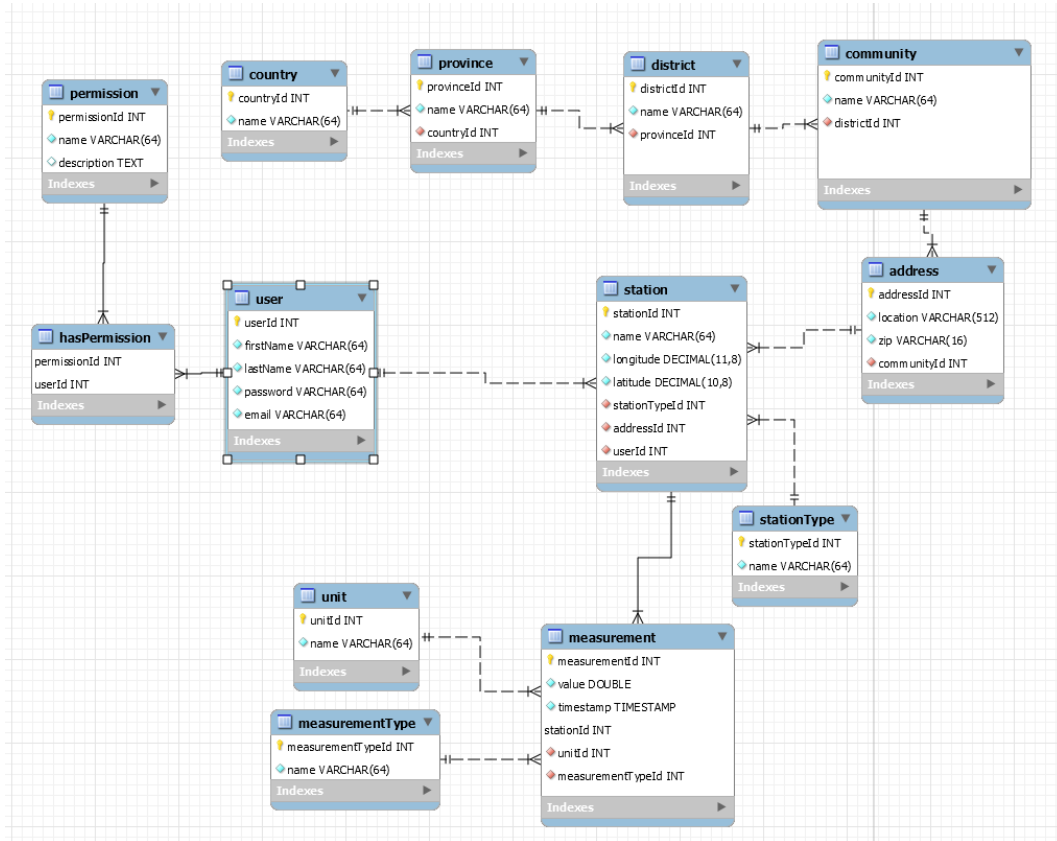 permission
permissionId INT
name VARCHAR(64)
description TEXT
Indexes
country
countryId INT
name VARCHAR(64)
Indexes
province
provinceId INT
name VARCHAR(64)
countryId INT
Indexes
district
districtId INT
name VARCHAR(64)
provinceId INT
Indexes
community
communityId INT
name VARCHAR(64)
districtId INT
Indexes
hasPermission
permissionId INT
userId INT
Indexes
user
userId INT
firstName VARCHAR(64)
lastName VARCHAR(64)
password VARCHAR(64)
email VARCHAR(64)
Indexes
station
stationId INT
name VARCHAR(64)
longitude DECIMAL(11,8)
latitude DECIMAL(10,8)
stationTypeId INT
addressId INT
userId INT
Indexes
address
addressId INT
location VARCHAR(512)
zip VARCHAR(16)
communityId INT
Indexes
stationType
stationTypeId INT
name VARCHAR(64)
Indexes
unit
unitId INT
name VARCHAR(64)
Indexes
measurementType
measurementTypeId INT
name VARCHAR(64)
Indexes
measurement
measurementId INT
value DOUBLE
timestamp TIMESTAMP
stationId INT
unitId INT
measurementTypeId INT
Indexes